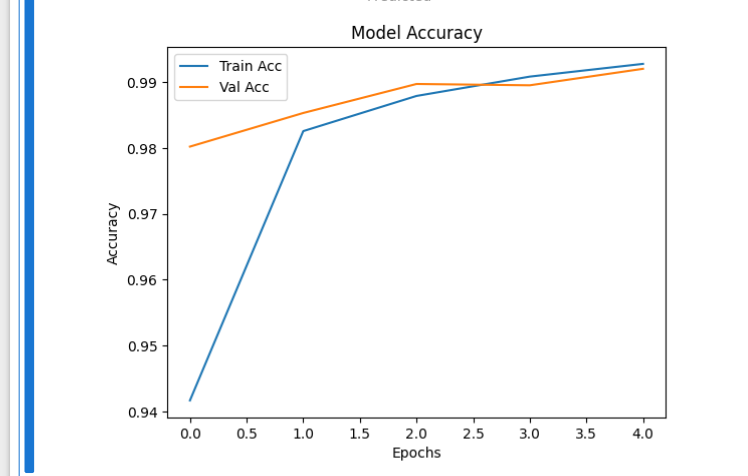 Predicted
Model Accuracy
Train Acc
Val Acc
0.99
0.98
0.97
0.96
0.95
0.94
Accuracy
0.0 0.5 1.0 1.5 2.0 2.5 3.0 3.5 4.0
Epochs